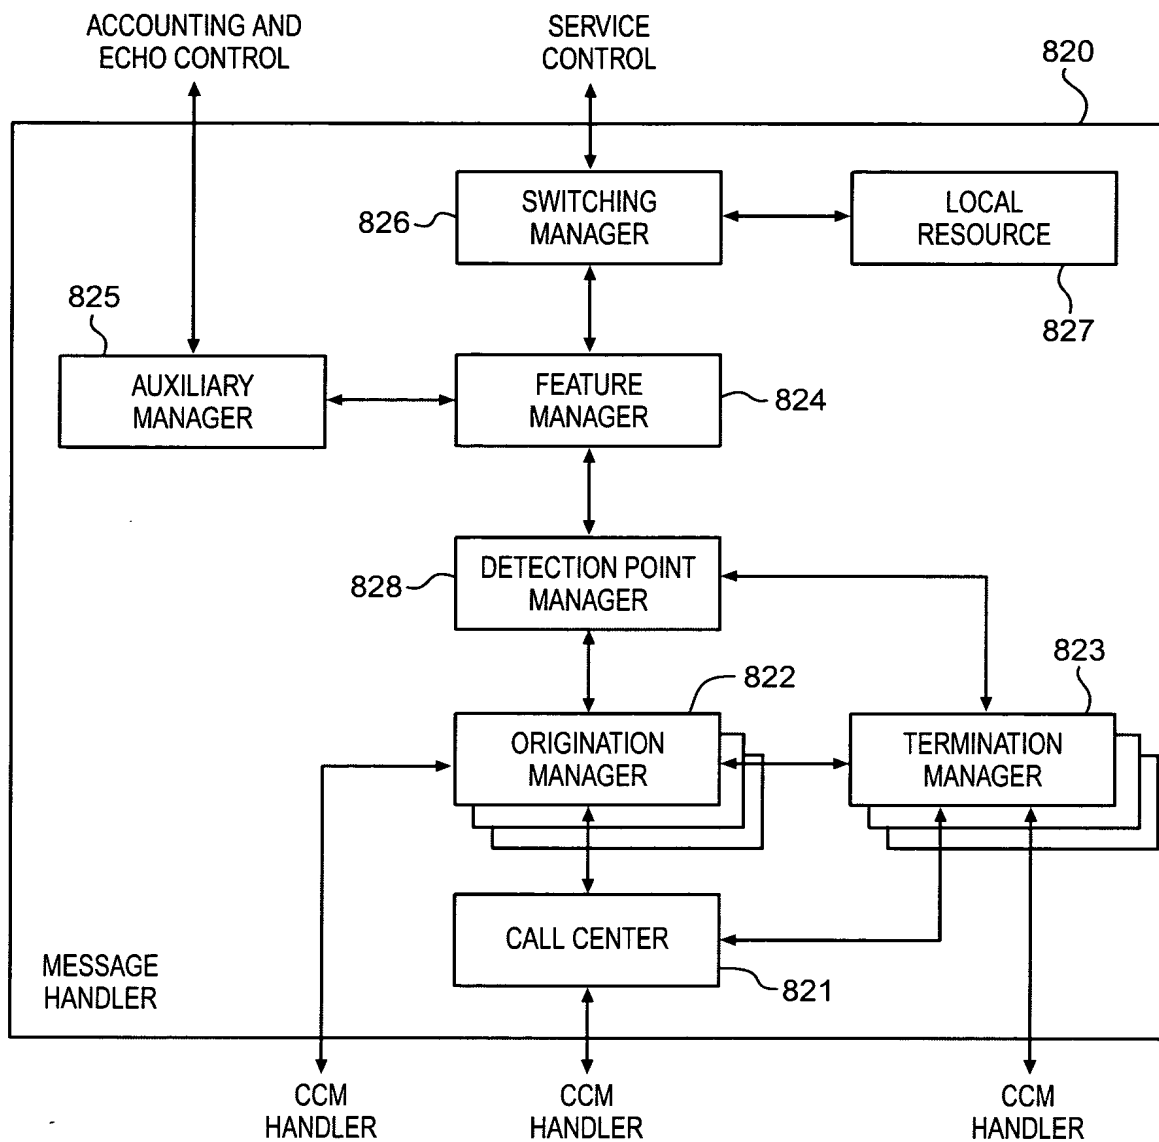 ACCOUNTING AND
ECHO CONTROL
SERVICE
CONTROL
820
SWITCHING
MANAGER
826
LOCAL
RESOURCE
827
825
AUXILIARY
MANAGER
FEATURE
MANAGER
824
DETECTION POINT
MANAGER
828
822
ORIGINATION
MANAGER
823
TERMINATION
MANAGER
CALL CENTER
821
MESSAGE
HANDLER
CCM
HANDLER
CCM
HANDLER
CCM
HANDLER